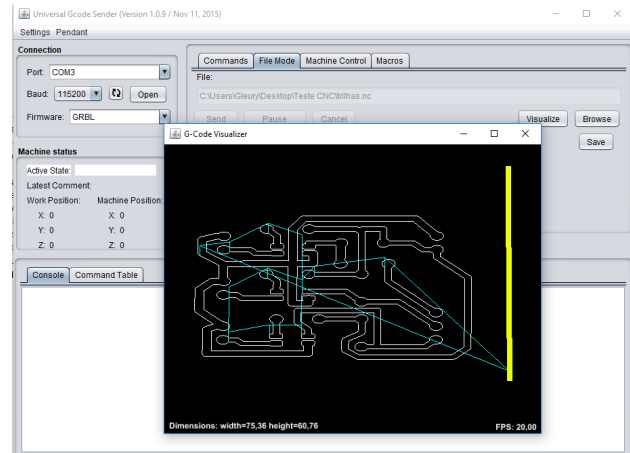 Universal Gcode Sender (Version 1.0.9 / Nov 11, 2015)
Settings Pendant
Connection
Port: COM3
Baud: 115200 Open
Firmware: GRBL
Commands File Mode Machine Control Macros
File:
C:\Users\Gleury\Desktop\Teste CNC\trilhas.nc
Send Pause Cancel Visualize Browse
Save
Machine status
Active State:
Latest Comment:
Work Position: Machine Position:
X: 0 X: 0
Y: 0 Y: 0
Z: 0 Z: 0
Console Command Table
G-Code Visualizer
Dimensions: width=75,36 height=60,76 FPS: 20,00